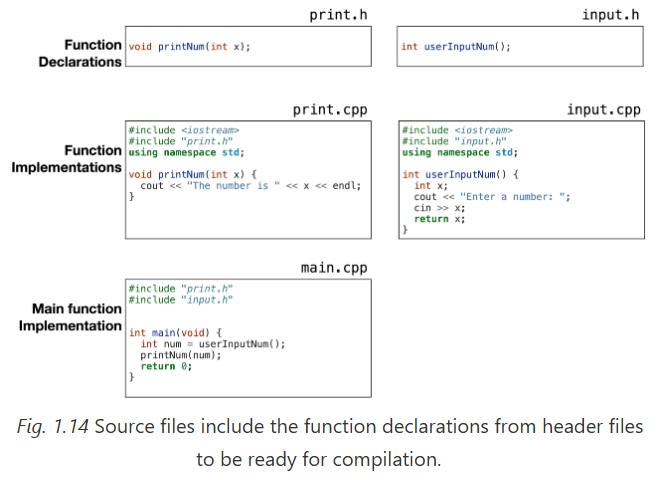 print.h
input.h
Function
Declarations
void printNum(int x);
int userInputNum();
print.cpp
input.cpp
Function
Implementations
#include <iostream>
#include "print.h"
using namespace std;
void printNum(int x) {
cout << "The number is " << x << endl;
}
#include <iostream>
#include "input.h"
using namespace std;
int userInputNum() {
int x;
cout << "Enter a number: ";
cin >> x;
return x;
}
main.cpp
Main function
Implementation
#include "print.h"
#include "input.h"
int main(void) {
int num = userInputNum();
printNum(num);
return 0;
}
Fig. 1.14 Source files include the function declarations from header files
to be ready for compilation.